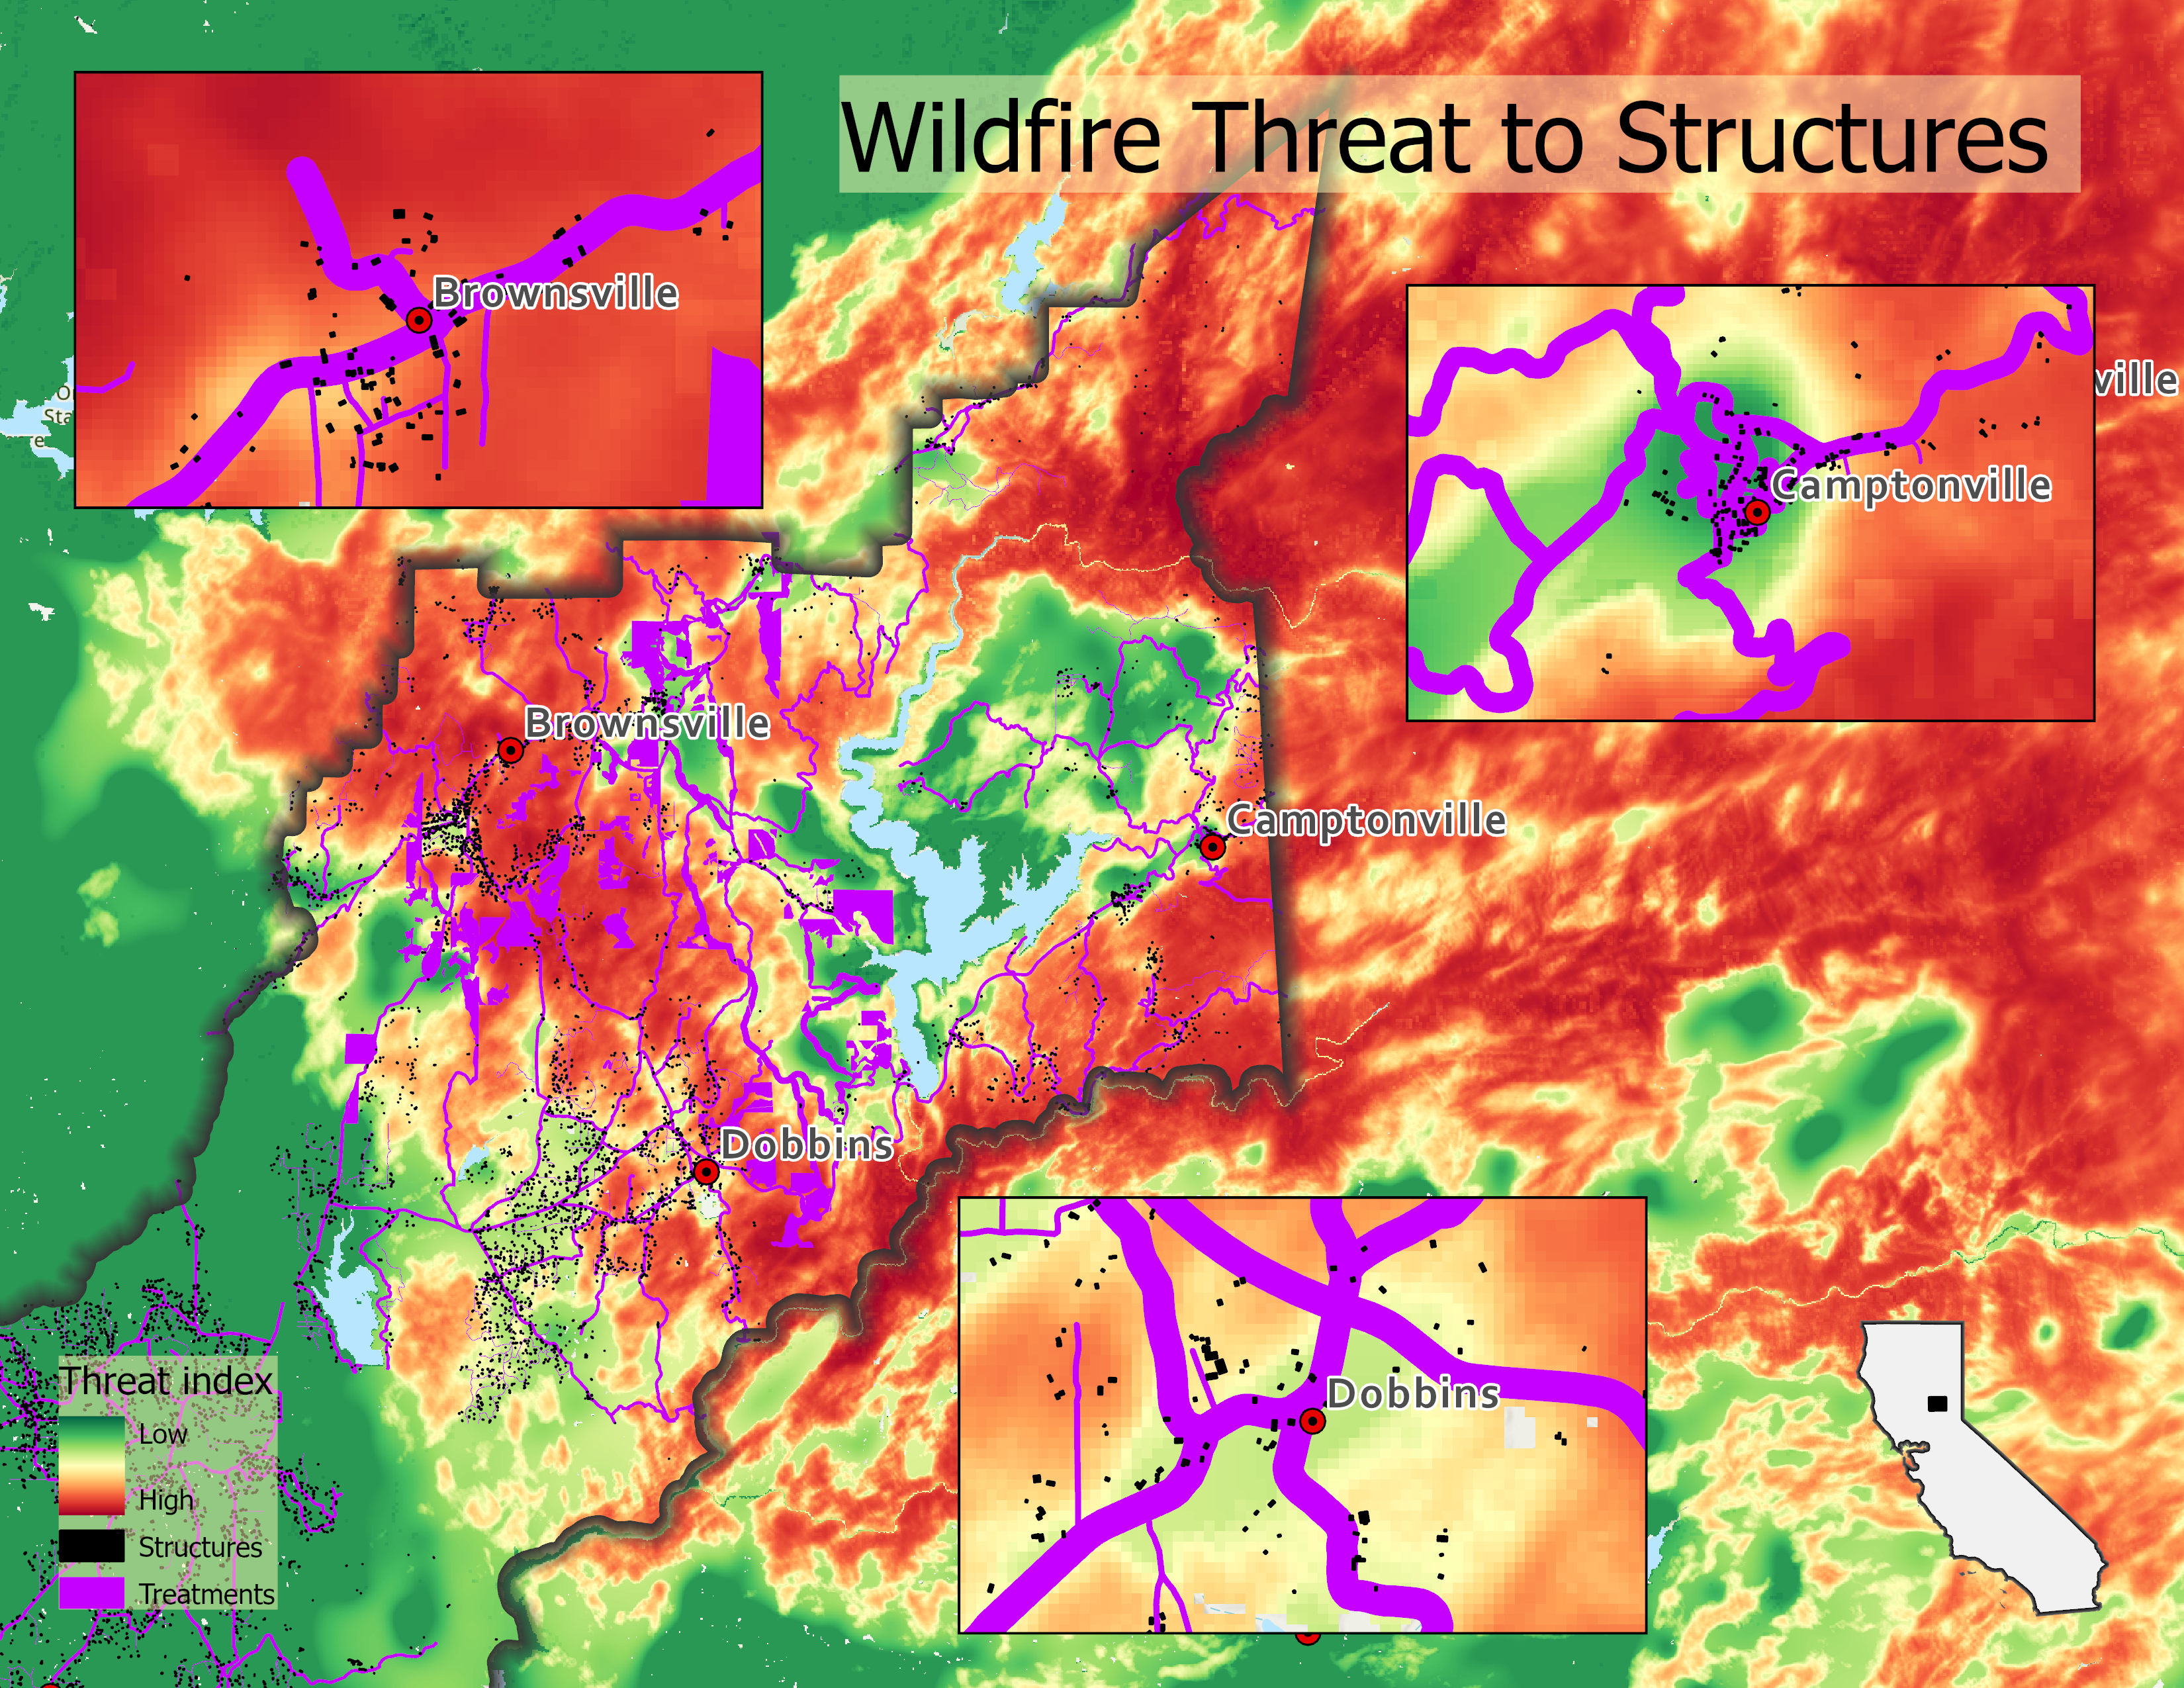 Wildfire Threat to Structures
Brownsville
Camptonville
ville
Brownsville
Camptonville
Dobbins
Dobbins
Threat index
Low
High
Structures
Treatments